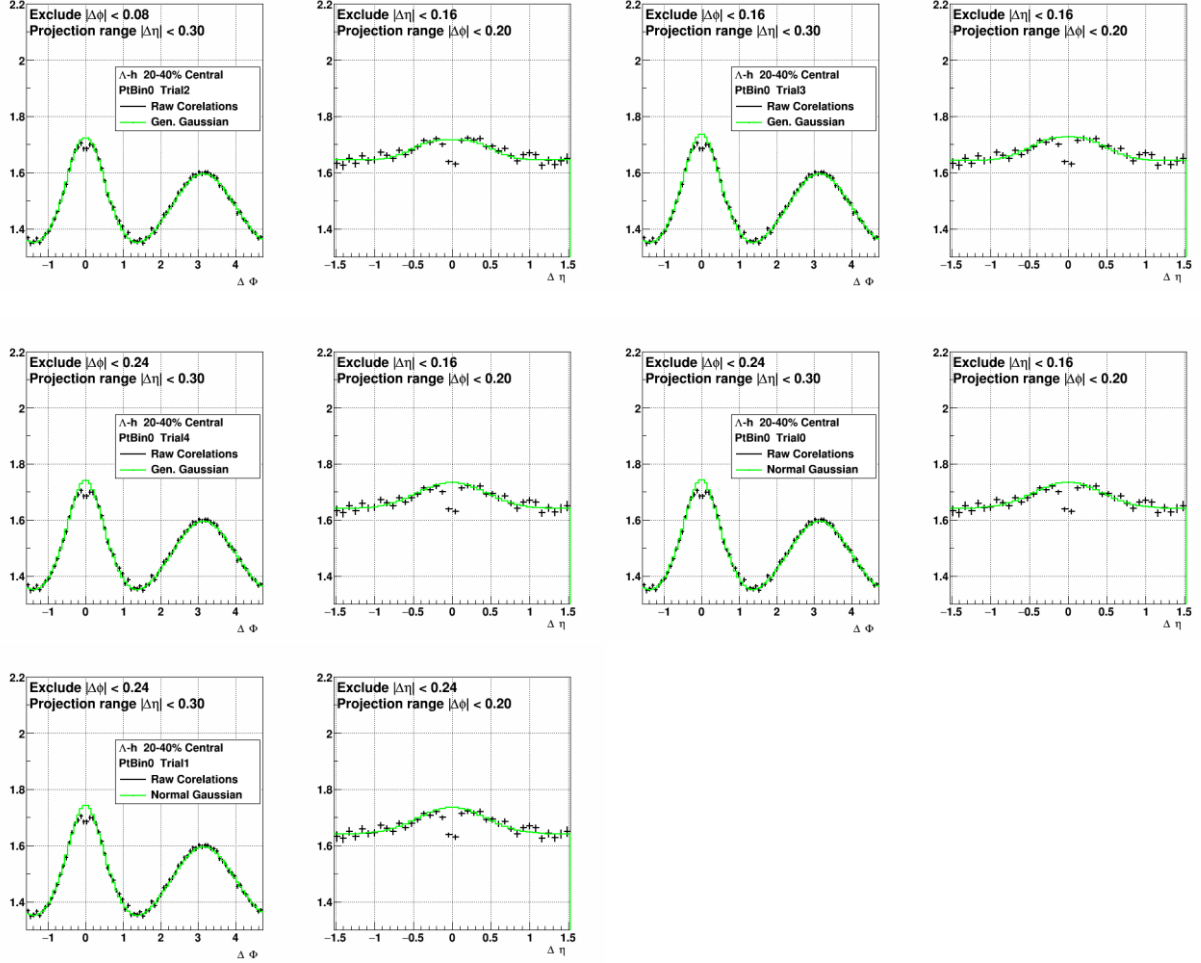 Exclude |Δϕ| < 0.08
Projection range |Δη| < 0.30
Λ-h 20-40% Central
PtBin0 Trial2
Raw Corelations
Gen. Gaussian
2.2
2
1.8
1.6
1.4
−1 0 1 2 3 4
Δ Φ
Exclude |Δη| < 0.16
Projection range |Δϕ| < 0.20
2.2
2
1.8
1.6
1.4
−1.5 −1 −0.5 0 0.5 1 1.5
Δ η
Exclude |Δϕ| < 0.16
Projection range |Δη| < 0.30
Λ-h 20-40% Central
PtBin0 Trial3
Raw Corelations
Gen. Gaussian
2.2
2
1.8
1.6
1.4
−1 0 1 2 3 4
Δ Φ
Exclude |Δη| < 0.16
Projection range |Δϕ| < 0.20
2.2
2
1.8
1.6
1.4
−1.5 −1 −0.5 0 0.5 1 1.5
Δ η
Exclude |Δϕ| < 0.24
Projection range |Δη| < 0.30
Λ-h 20-40% Central
PtBin0 Trial4
Raw Corelations
Gen. Gaussian
2.2
2
1.8
1.6
1.4
−1 0 1 2 3 4
Δ Φ
Exclude |Δη| < 0.16
Projection range |Δϕ| < 0.20
2.2
2
1.8
1.6
1.4
−1.5 −1 −0.5 0 0.5 1 1.5
Δ η
Exclude |Δϕ| < 0.24
Projection range |Δη| < 0.30
Λ-h 20-40% Central
PtBin0 Trial0
Raw Corelations
Normal Gaussian
2.2
2
1.8
1.6
1.4
−1 0 1 2 3 4
Δ Φ
Exclude |Δη| < 0.16
Projection range |Δϕ| < 0.20
2.2
2
1.8
1.6
1.4
−1.5 −1 −0.5 0 0.5 1 1.5
Δ η
Exclude |Δϕ| < 0.24
Projection range |Δη| < 0.30
Λ-h 20-40% Central
PtBin0 Trial1
Raw Corelations
Normal Gaussian
2.2
2
1.8
1.6
1.4
−1 0 1 2 3 4
Δ Φ
Exclude |Δη| < 0.24
Projection range |Δϕ| < 0.20
2.2
2
1.8
1.6
1.4
−1.5 −1 −0.5 0 0.5 1 1.5
Δ η